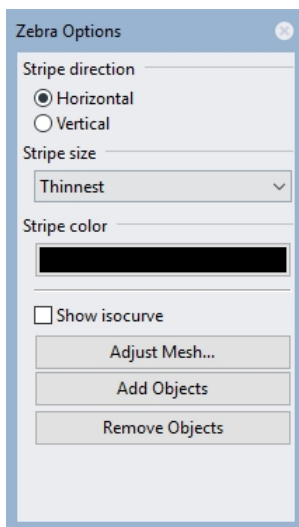 Zebra Options
Stripe direction
Horizontal
Vertical
Stripe size
Thinnest
Stripe color
Show isocurve
Adjust Mesh...
Add Objects
Remove Objects